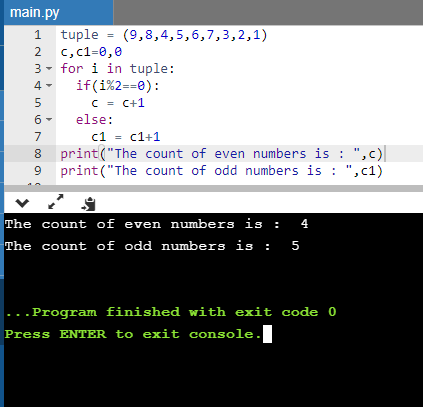 main.py
1 tuple = (9,8,4,5,6,7,3,2,1)
2 c,c1=0,0
3 for i in tuple:
4 if(i%2==0):
5 c = c+1
6 else:
7 c1 = c1+1
8 print("The count of even numbers is : ",c)
9 print("The count of odd numbers is : ",c1)
10
The count of even numbers is :  4
The count of odd numbers is :  5
...Program finished with exit code 0
Press ENTER to exit console.